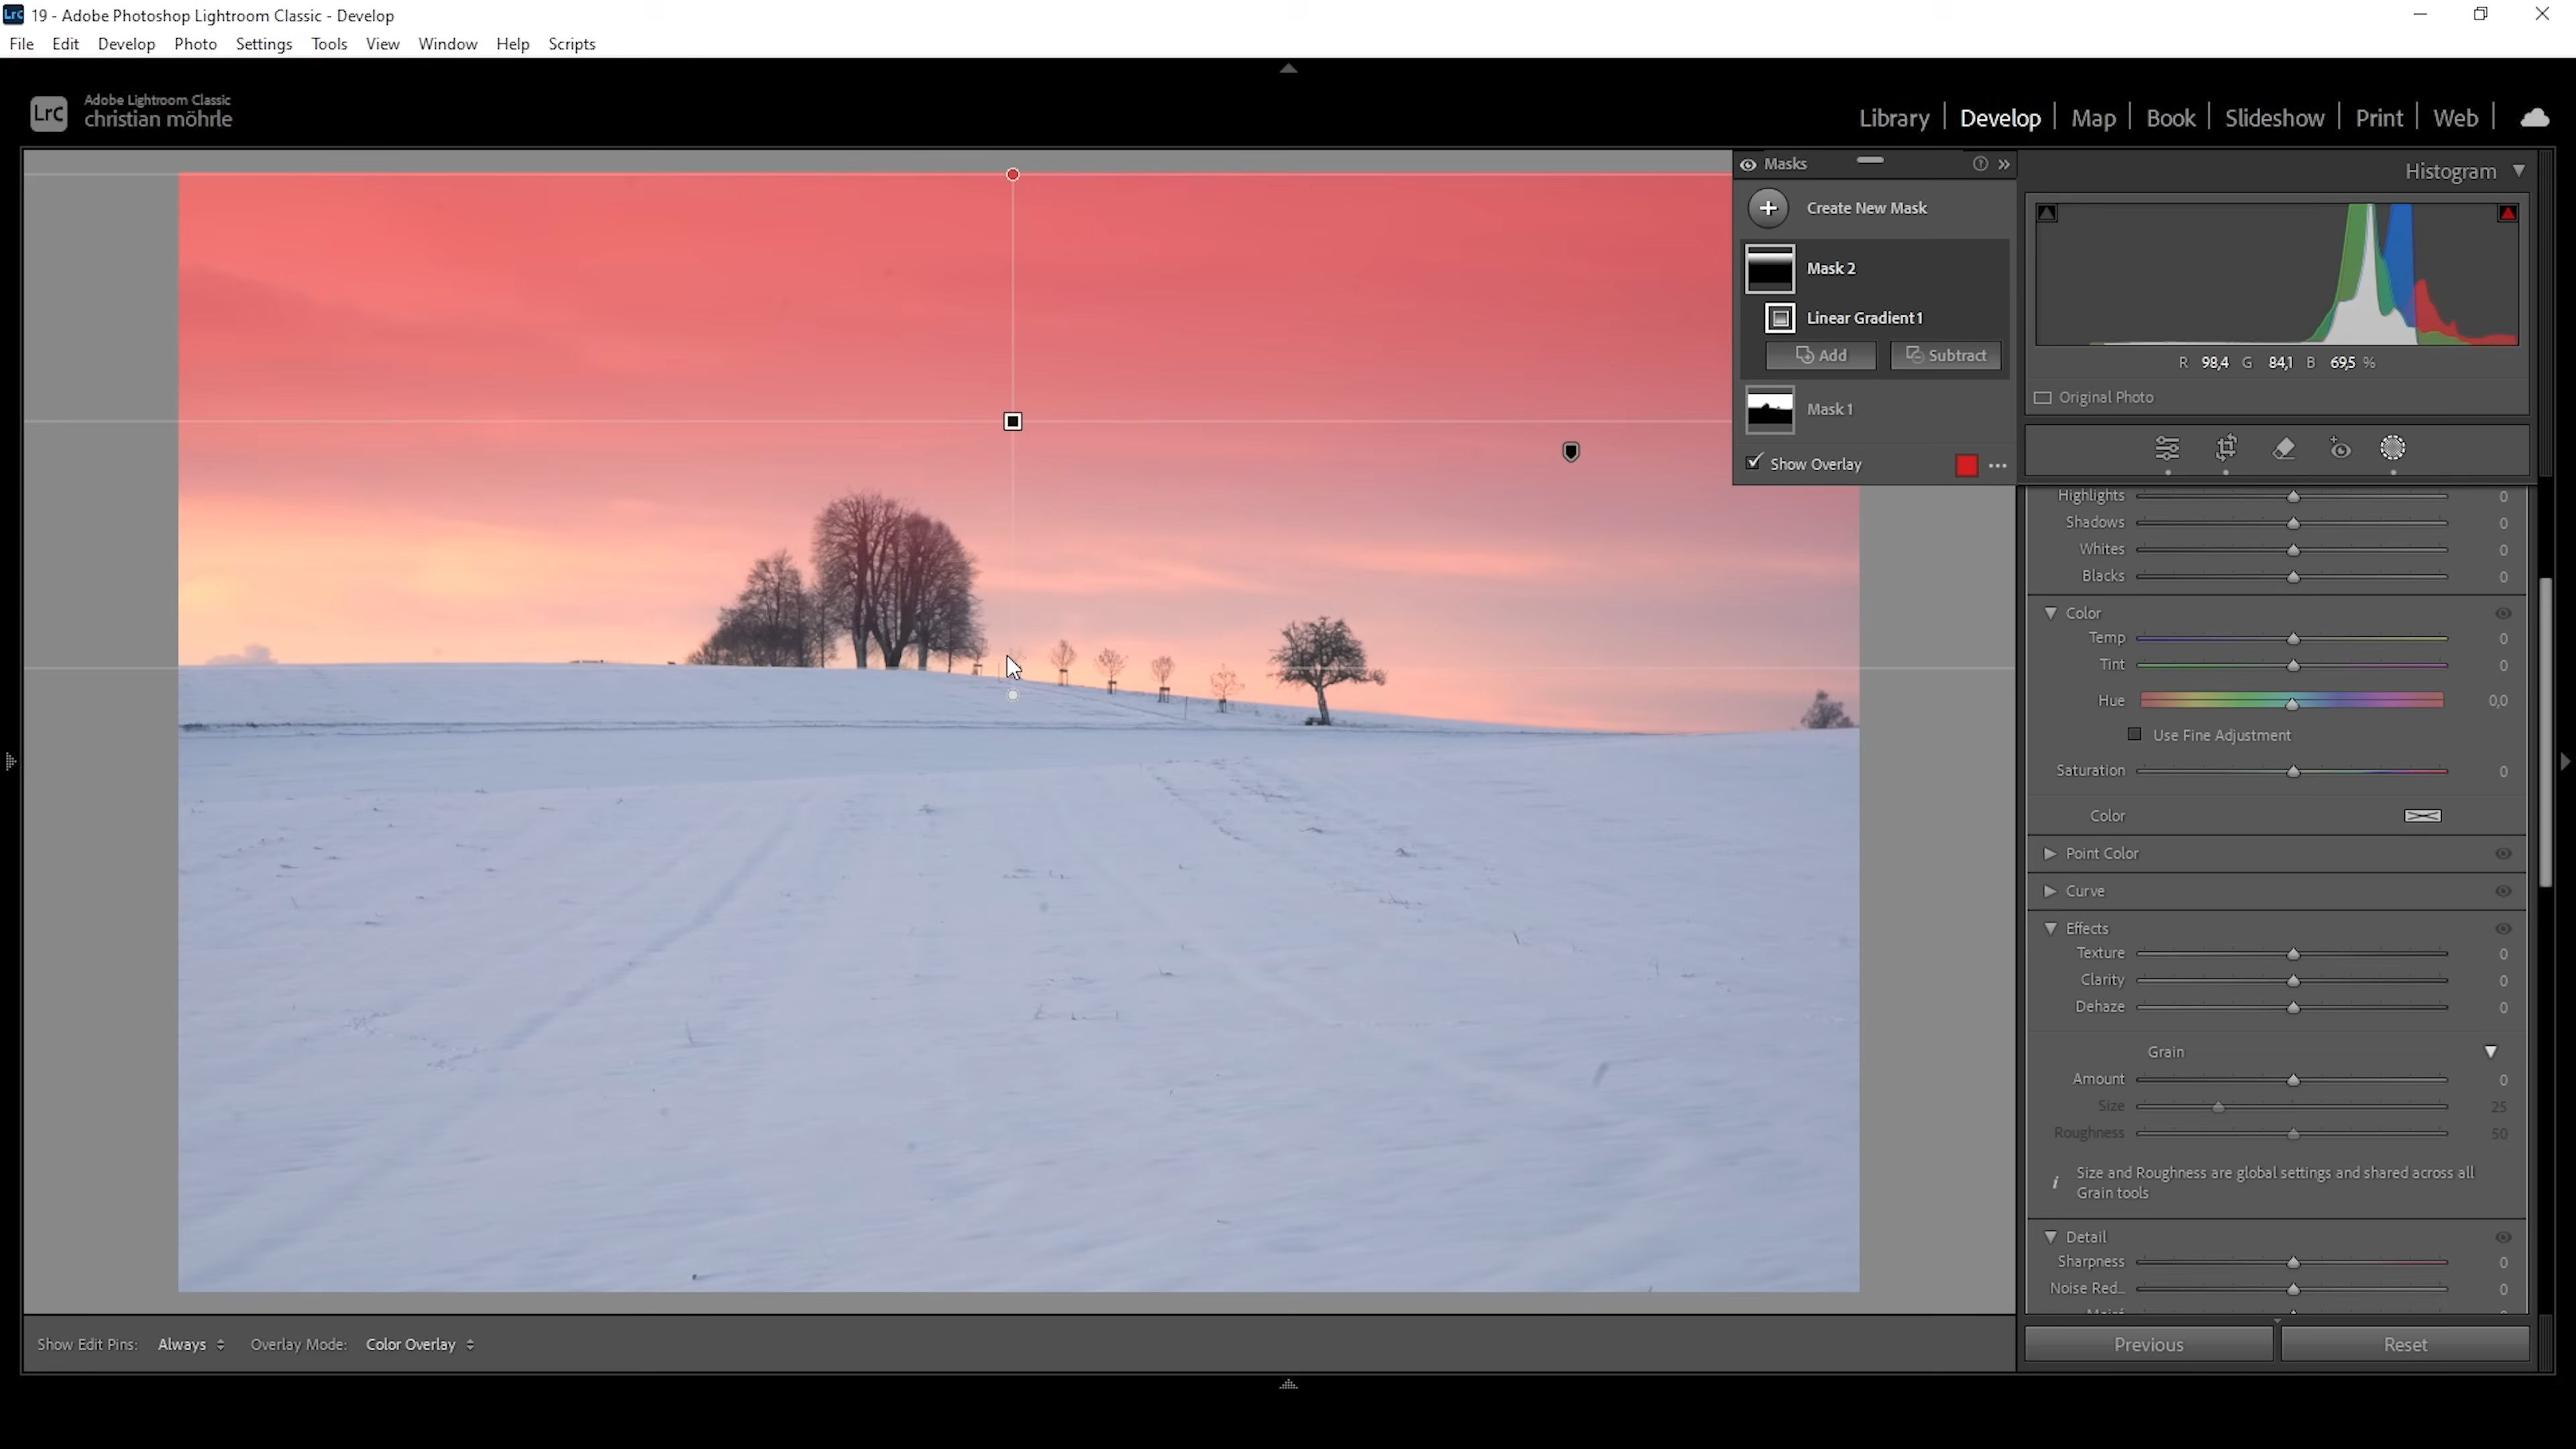 Lrc 19 - Adobe Photoshop Lightroom Classic - Develop
File Edit Develop Photo Settings Tools View Window Help Scripts
Lrc
Adobe Lightroom Classic
christian möhrle
Library | Develop | Map | Book | Slideshow | Print | Web |
Masks
Create New Mask
Mask 2
Linear Gradient 1
Add Subtract
Mask 1
Show Overlay
Histogram
R 98,4 G 84,1 B 69,5 %
Original Photo
Highlights 0
Shadows 0
Whites 0
Blacks 0
Color
Temp 0
Tint 0
Hue 0,0
Use Fine Adjustment
Saturation 0
Color
Point Color
Curve
Effects
Texture 0
Clarity 0
Dehaze 0
Grain
Amount 0
Size 25
Roughness 50
Size and Roughness are global settings and shared across all
Grain tools
Detail
Sharpness 0
Noise Red... 0
Show Edit Pins: Always Overlay Mode: Color Overlay
Previous Reset